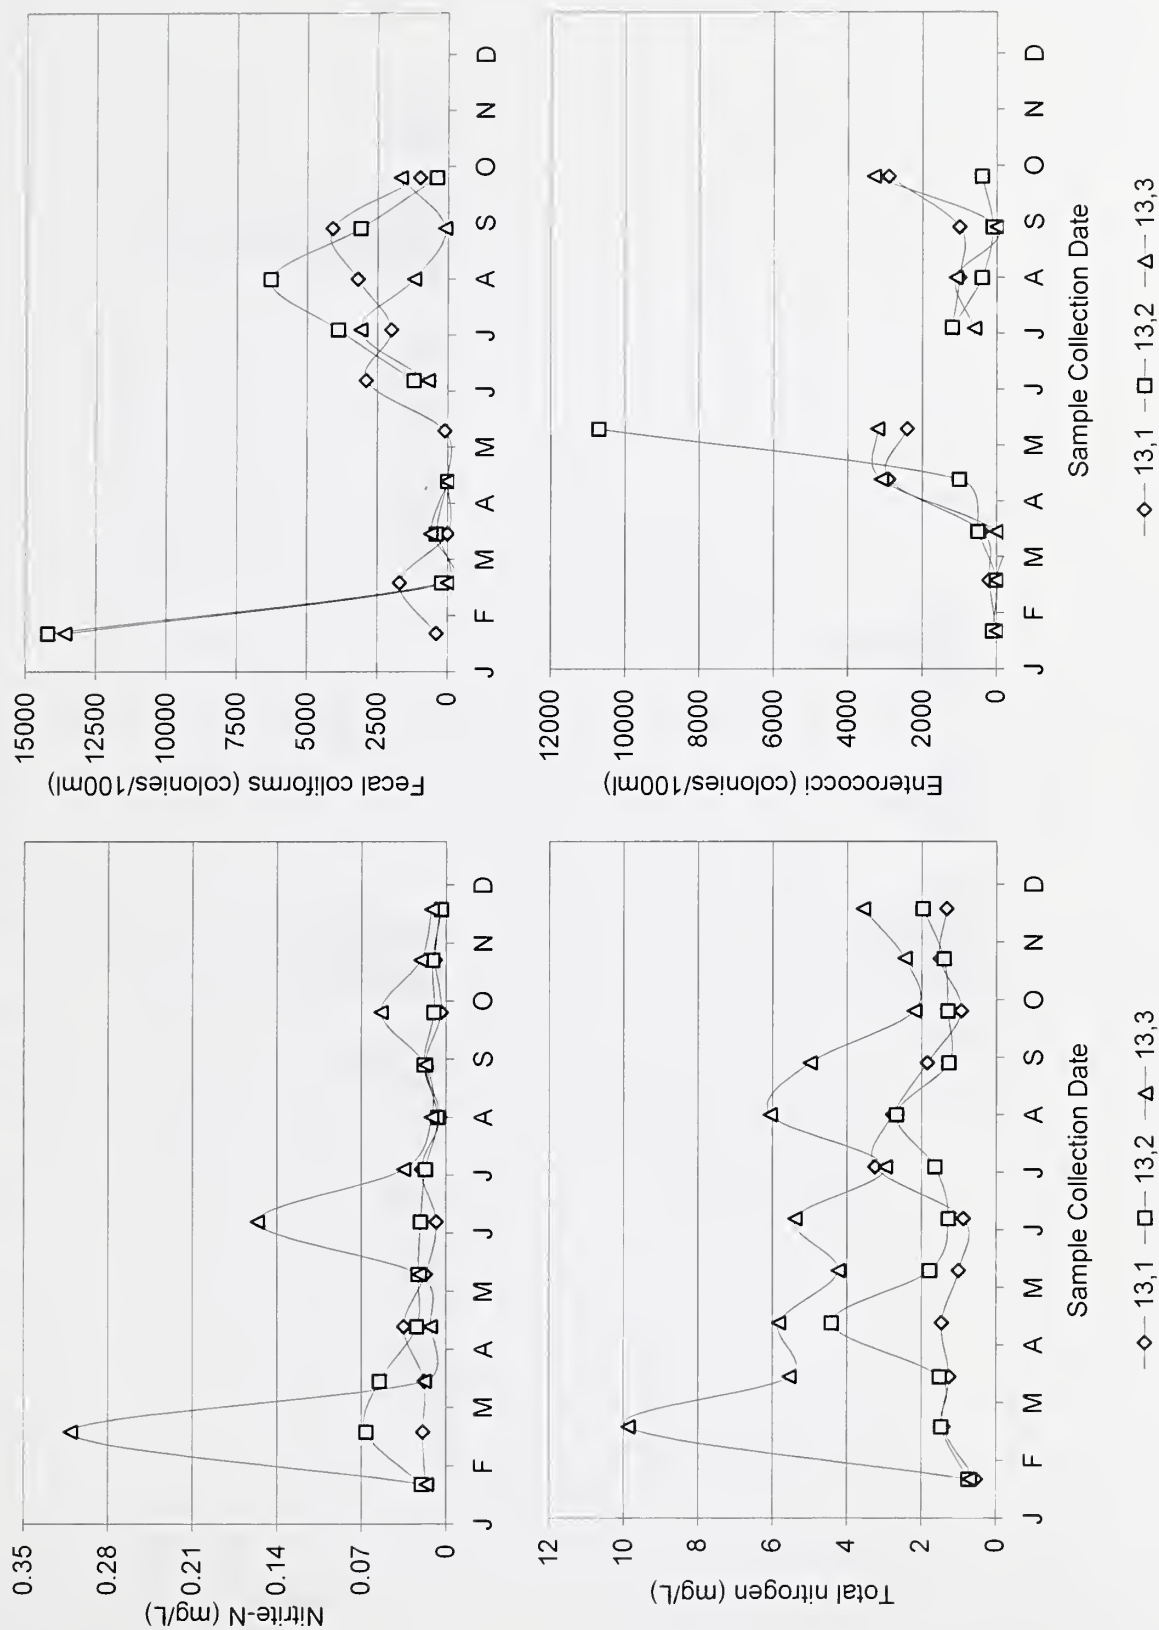 0.35
0.28
0.21
0.14
0.07
0
Nitrite-N (mg/L)
J F M A M J J A S O N D
15000
12500
10000
7500
5000
2500
0
Fecal coliforms (colonies/100ml)
J F M A M J J A S O N D
12
10
8
6
4
2
0
Total nitrogen (mg/L)
J F M A M J J A S O N D
Sample Collection Date
13,1 13,2 13,3
12000
10000
8000
6000
4000
2000
0
Enterococci (colonies/100ml)
J F M A M J J A S O N D
Sample Collection Date
13,1 13,2 13,3